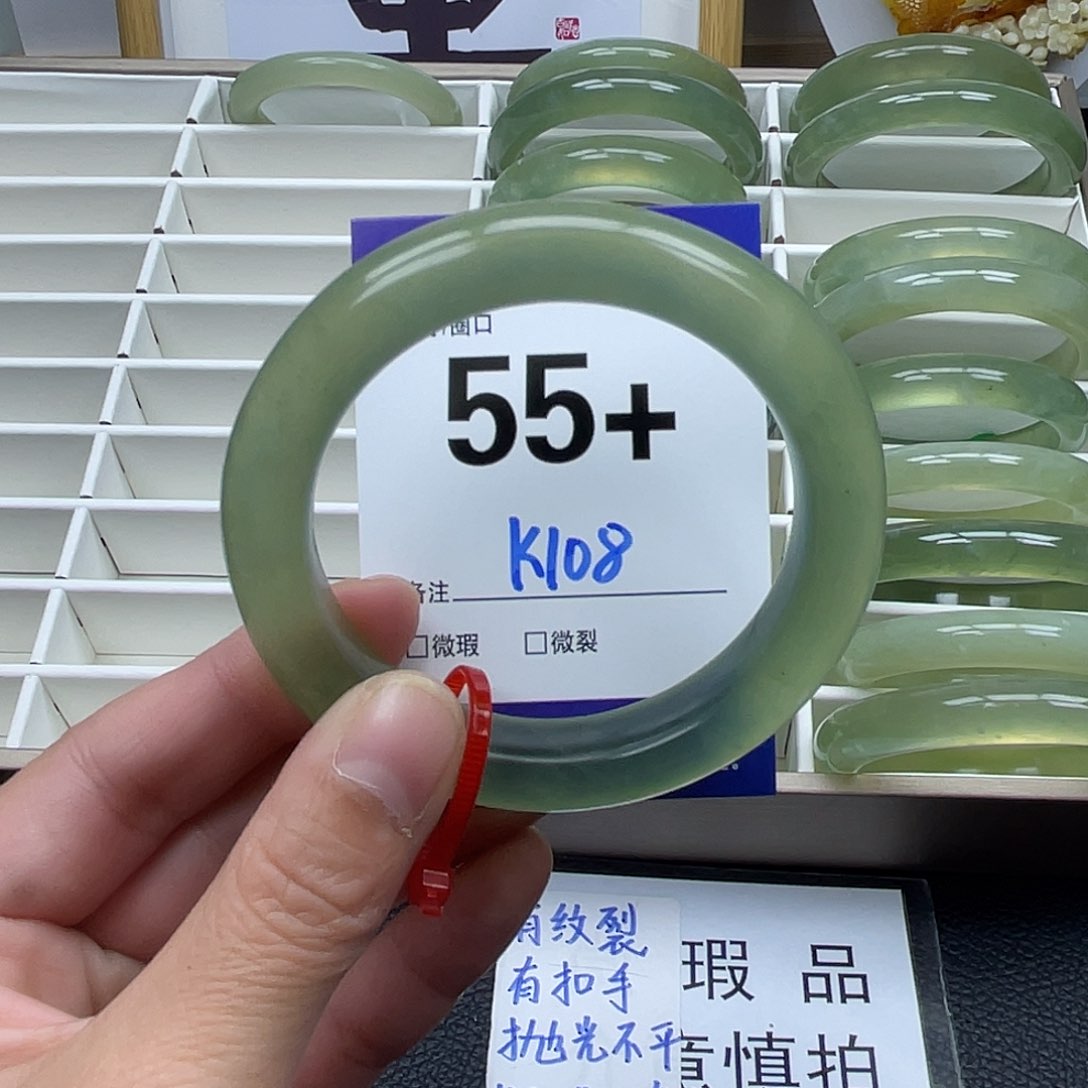 圈口
55+
K108
备注
□微瑕 □微裂
有纹裂
有扣手
抛光不平
瑕 品
意慎拍